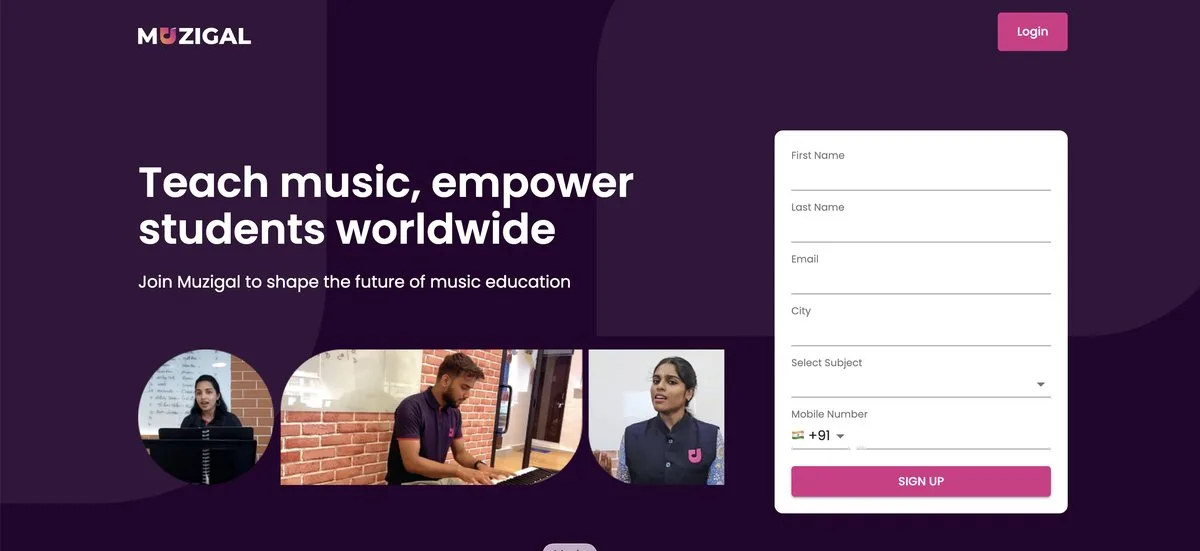 MUZIGAL
Login
Teach music, empower
students worldwide
Join Muzigal to shape the future of music education
First Name
Last Name
Email
City
Select Subject
Mobile Number
+91
SIGN UP